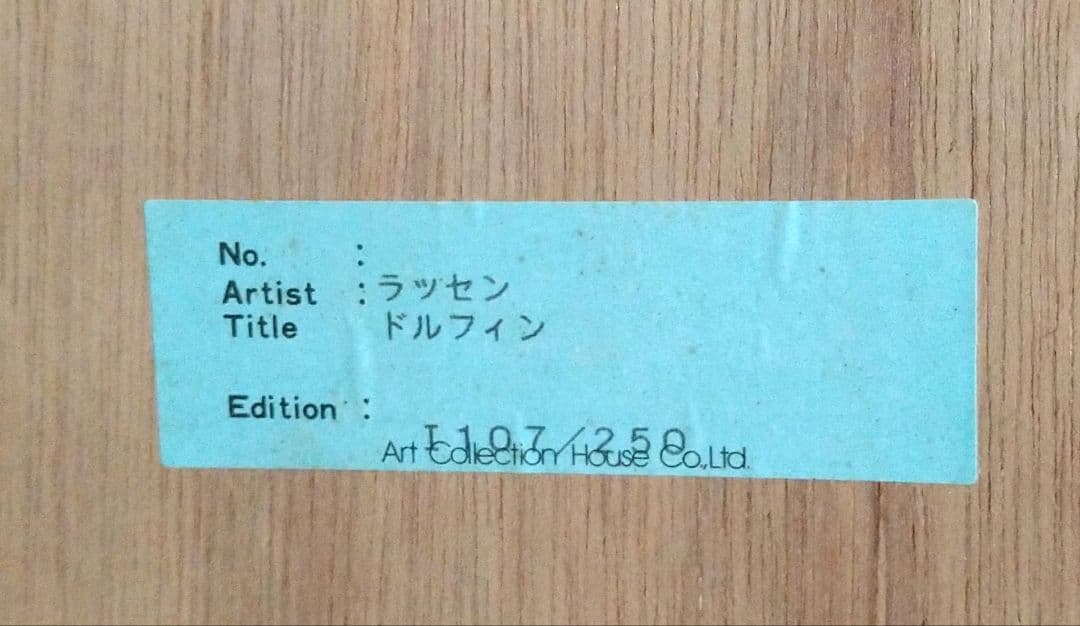 No. :
Artist : ラッセン
Title ドルフィン
Edition :
I107/250
Art Collection House Co.,Ltd.